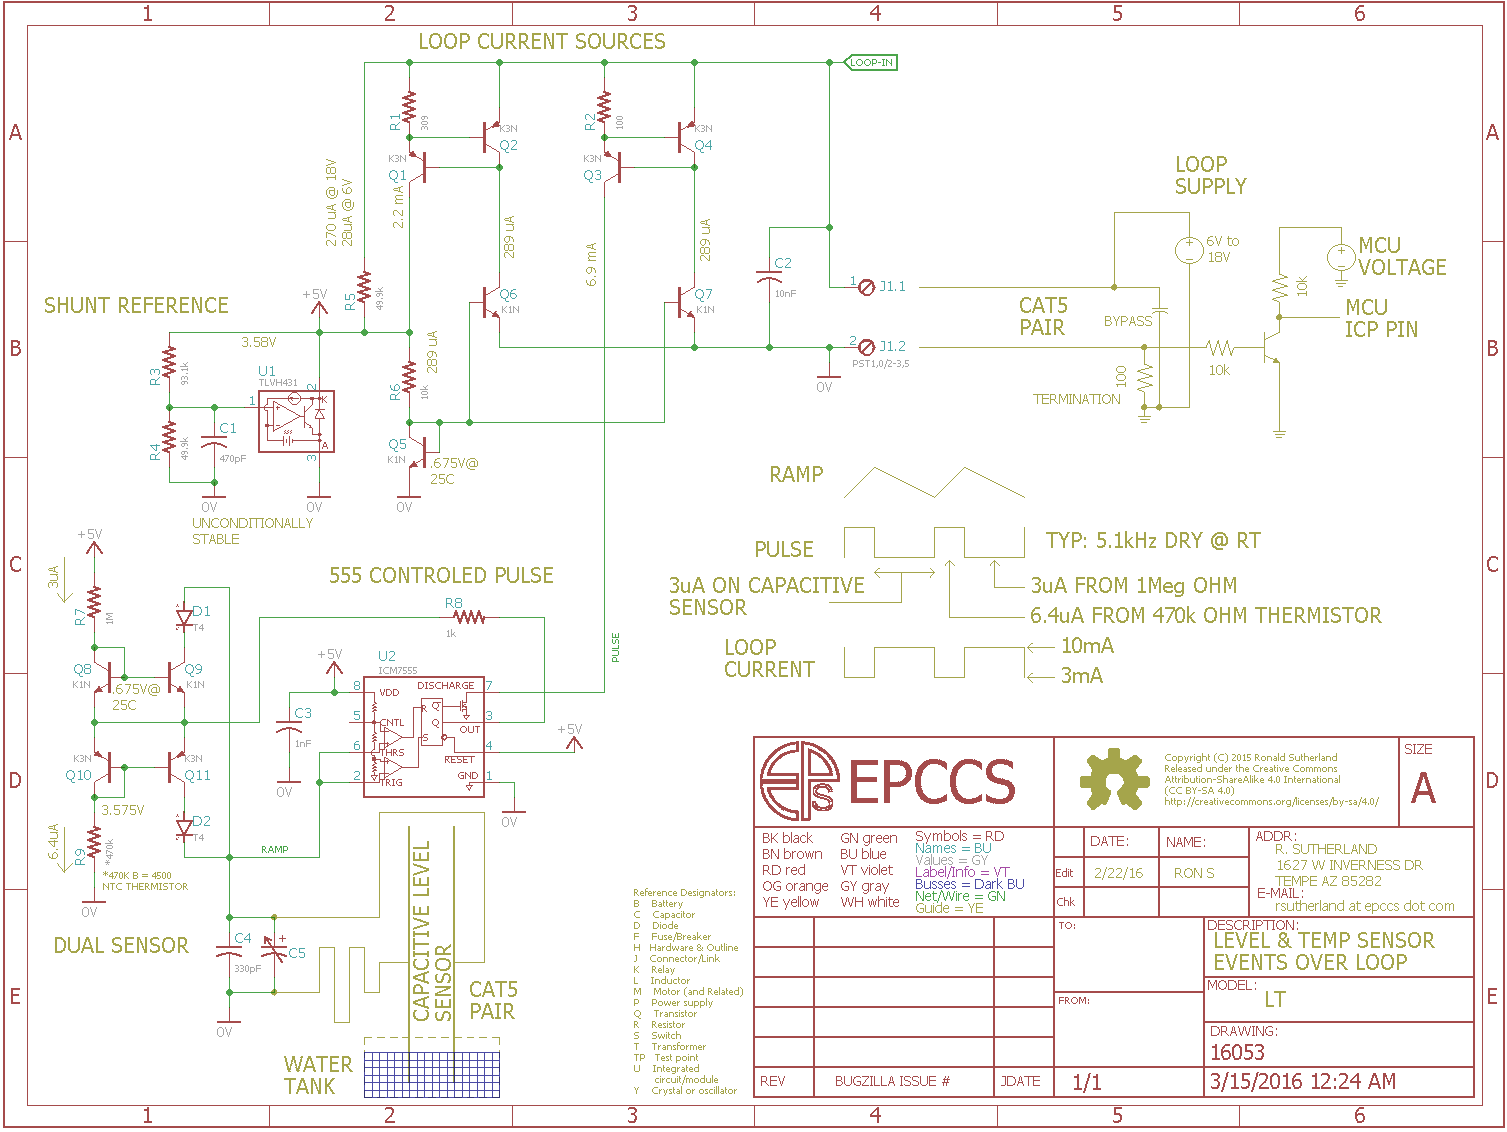 1 2 3 4 5 6
A
B
C
D
E
LOOP CURRENT SOURCES
LOOP-IN
R1
309
K3N
Q2
K3N
Q1
2.2 mA
R2
100
K3N
Q4
K3N
Q3
270 uA @ 18V
28uA @ 6V
289 uA
6.9 mA
289 uA
R5
49.9k
Q6
K1N
Q7
K1N
C2
10nF
1
J1.1
2
J1.2
PST1,0/2-3,5
0V
LOOP
SUPPLY
6V to
18V
MCU
VOLTAGE
10k
MCU
ICP PIN
CAT5
PAIR
BYPASS
10k
100
TERMINATION
SHUNT REFERENCE
+5V
3.58V
R3
93.1k
U1
TLVH431
1
2
K
A
3
R4
49.9k
C1
470pF
0V
0V
UNCONDITIONALLY
STABLE
289 uA
R6
10k
Q5
K1N
.675V@
25C
0V
RAMP
PULSE
TYP: 5.1kHz DRY @ RT
3uA ON CAPACITIVE
SENSOR
3uA FROM 1Meg OHM
6.4uA FROM 470k OHM THERMISTOR
LOOP
CURRENT
10mA
3mA
+5V
3uA
R7
1M
D1
T4
Q8
K1N
.675V@
25C
Q9
K1N
K3N
Q10
K3N
Q11
3.575V
D2
T4
6.4uA
R9
*470k
*470K B = 4500
NTC THERMISTOR
0V
RAMP
DUAL SENSOR
555 CONTROLED PULSE
R8
1k
PULSE
+5V
U2
ICM7555
8
VDD
DISCHARGE
7
5
CNTL
R
Q
Q
3
OUT
6
THRS
S
4
RESET
2
TRIG
GND
1
+5V
0V
C3
1nF
0V
C4
330pF
+
C5
0V
CAPACITIVE LEVEL
SENSOR
CAT5
PAIR
WATER
TANK
Reference Designators:
B Battery
C Capacitor
D Diode
F Fuse/Breaker
H Hardware & Outline
J Connector/Link
K Relay
L Inductor
M Motor (and Related)
P Power supply
Q Transistor
R Resistor
S Switch
T Transformer
TP Test point
U Integrated
circuit/module
Y Crystal or oscillator
EPCCS
Copyright (C) 2015 Ronald Sutherland
Released under the Creative Commons
Attribution-ShareAlike 4.0 International
(CC BY-SA 4.0)
http://creativecommons.org/licenses/by-sa/4.0/
SIZE
A
BK black GN green Symbols = RD
BN brown BU blue Names = BU
RD red VT violet Values = GY
OG orange GY gray Label/Info = VT
YE yellow WH white Busses = Dark BU
Net/Wire = GN
Guide = YE
DATE: NAME:
Edit 2/22/16 RON S
Chk
ADDR:
R. SUTHERLAND
1627 W INVERNESS DR
TEMPE AZ 85282
E-MAIL:
rsutherland at epccs dot com
TO:
FROM:
DESCRIPTION:
LEVEL & TEMP SENSOR
EVENTS OVER LOOP
MODEL:
LT
DRAWING:
16053
REV BUGZILLA ISSUE # JDATE 1/1 3/15/2016 12:24 AM
A
B
C
D
E
1 2 3 4 5 6